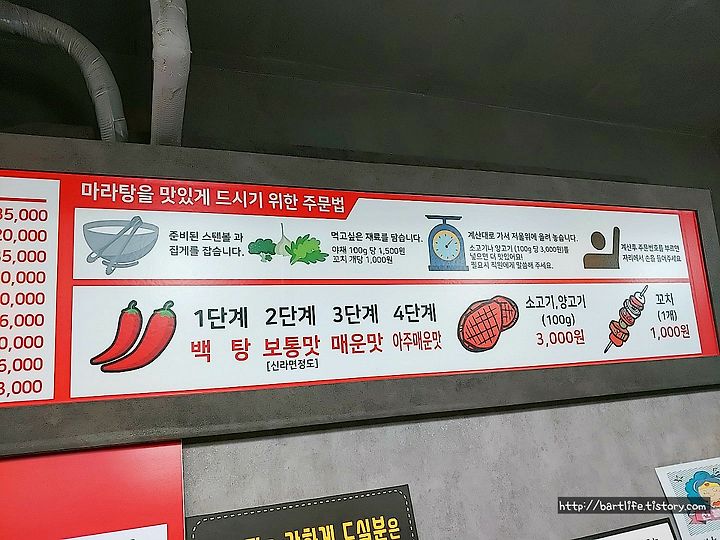 마라탕을 맛있게 드시기 위한 주문법
35,000
준비된 스텐볼 과
집게를 잡습니다.
먹고싶은 재료를 담습니다.
야채 100g 당 1,500원
꼬치 개당 1,000원
계산대로 가서 저울위에 올려 놓습니다.
소고기나 양고기 (100g 당 3,000원)를
넣으면 더 맛있어요!
필요시 직원에게 말씀해 주세요.
계산후 주문번호를 부르면
자리에서 손을 들어주세요
20,000
1단계 2단계 3단계 4단계
백 탕 보통맛 매운맛 아주매운맛
[신라면정도]
소고기,양고기
(100g)
3,000원
꼬치
(1개)
1,000원
6,000
6,000
3,000
도실분은
http://bartlife.tistory.com